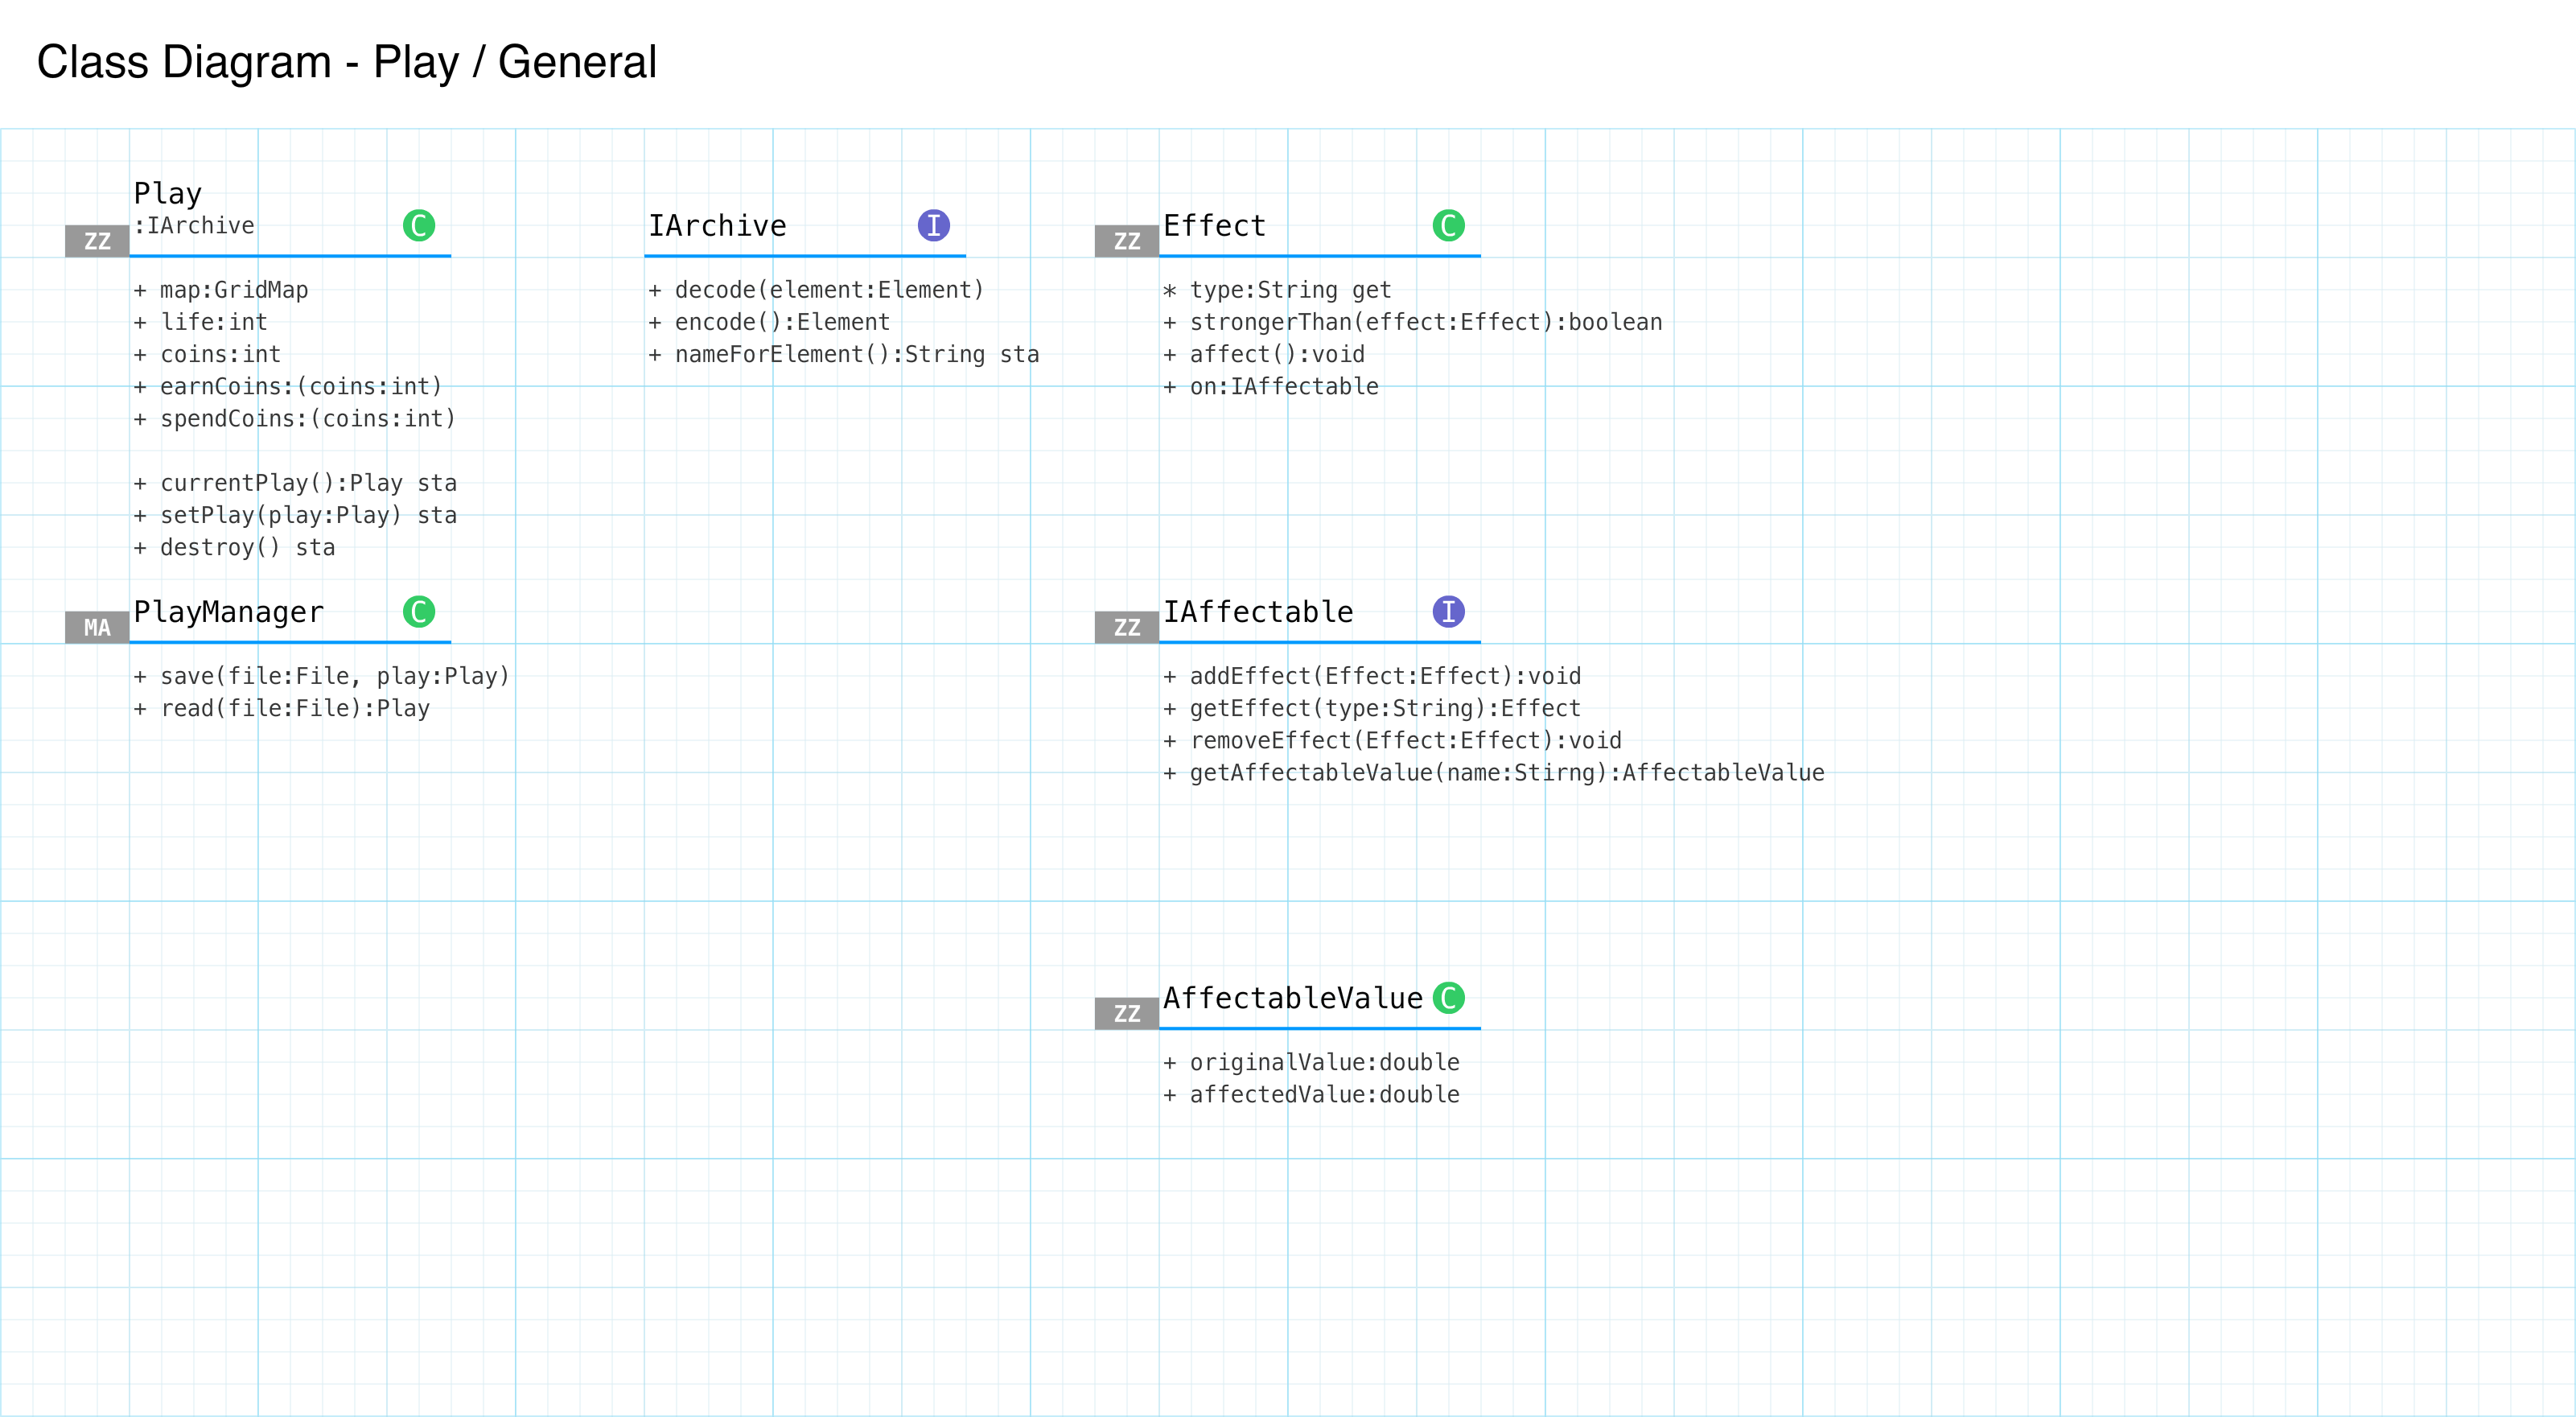 Class Diagram - Play / General
Play
:IArchive
C
ZZ
+ map:GridMap
+ life:int
+ coins:int
+ earnCoins:(coins:int)
+ spendCoins:(coins:int)
+ currentPlay():Play sta
+ setPlay(play:Play) sta
+ destroy() sta
IArchive
I
+ decode(element:Element)
+ encode():Element
+ nameForElement():String sta
Effect
C
ZZ
* type:String get
+ strongerThan(effect:Effect):boolean
+ affect():void
+ on:IAffectable
PlayManager
C
MA
+ save(file:File, play:Play)
+ read(file:File):Play
IAffectable
I
ZZ
+ addEffect(Effect:Effect):void
+ getEffect(type:String):Effect
+ removeEffect(Effect:Effect):void
+ getAffectableValue(name:Stirng):AffectableValue
AffectableValue
C
ZZ
+ originalValue:double
+ affectedValue:double